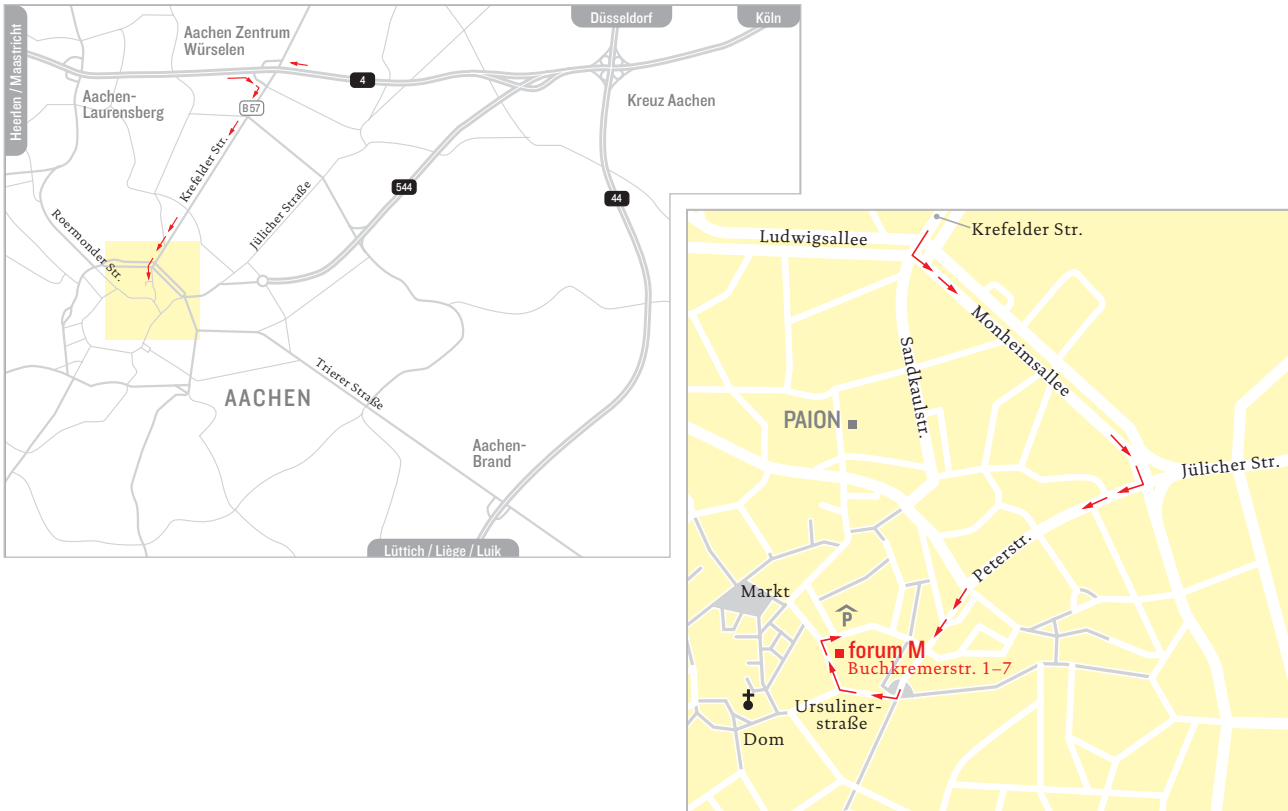 Düsseldorf
Köln
Heerlen / Maastricht
Aachen Zentrum
Würselen
4
Aachen-
Laurensberg
B57
Kreuz Aachen
Krefelder Str.
Jülicher Straße
544
44
Roermonder Str.
AACHEN
Trierer Straße
Aachen-
Brand
Lüttich / Liège / Luik
Krefelder Str.
Ludwigsallee
Monheimsallee
Sandkaulstr.
PAION
Jülicher Str.
Peterstr.
Markt
P
forum M
Buchkremerstr. 1–7
Ursuliner-
straße
Dom